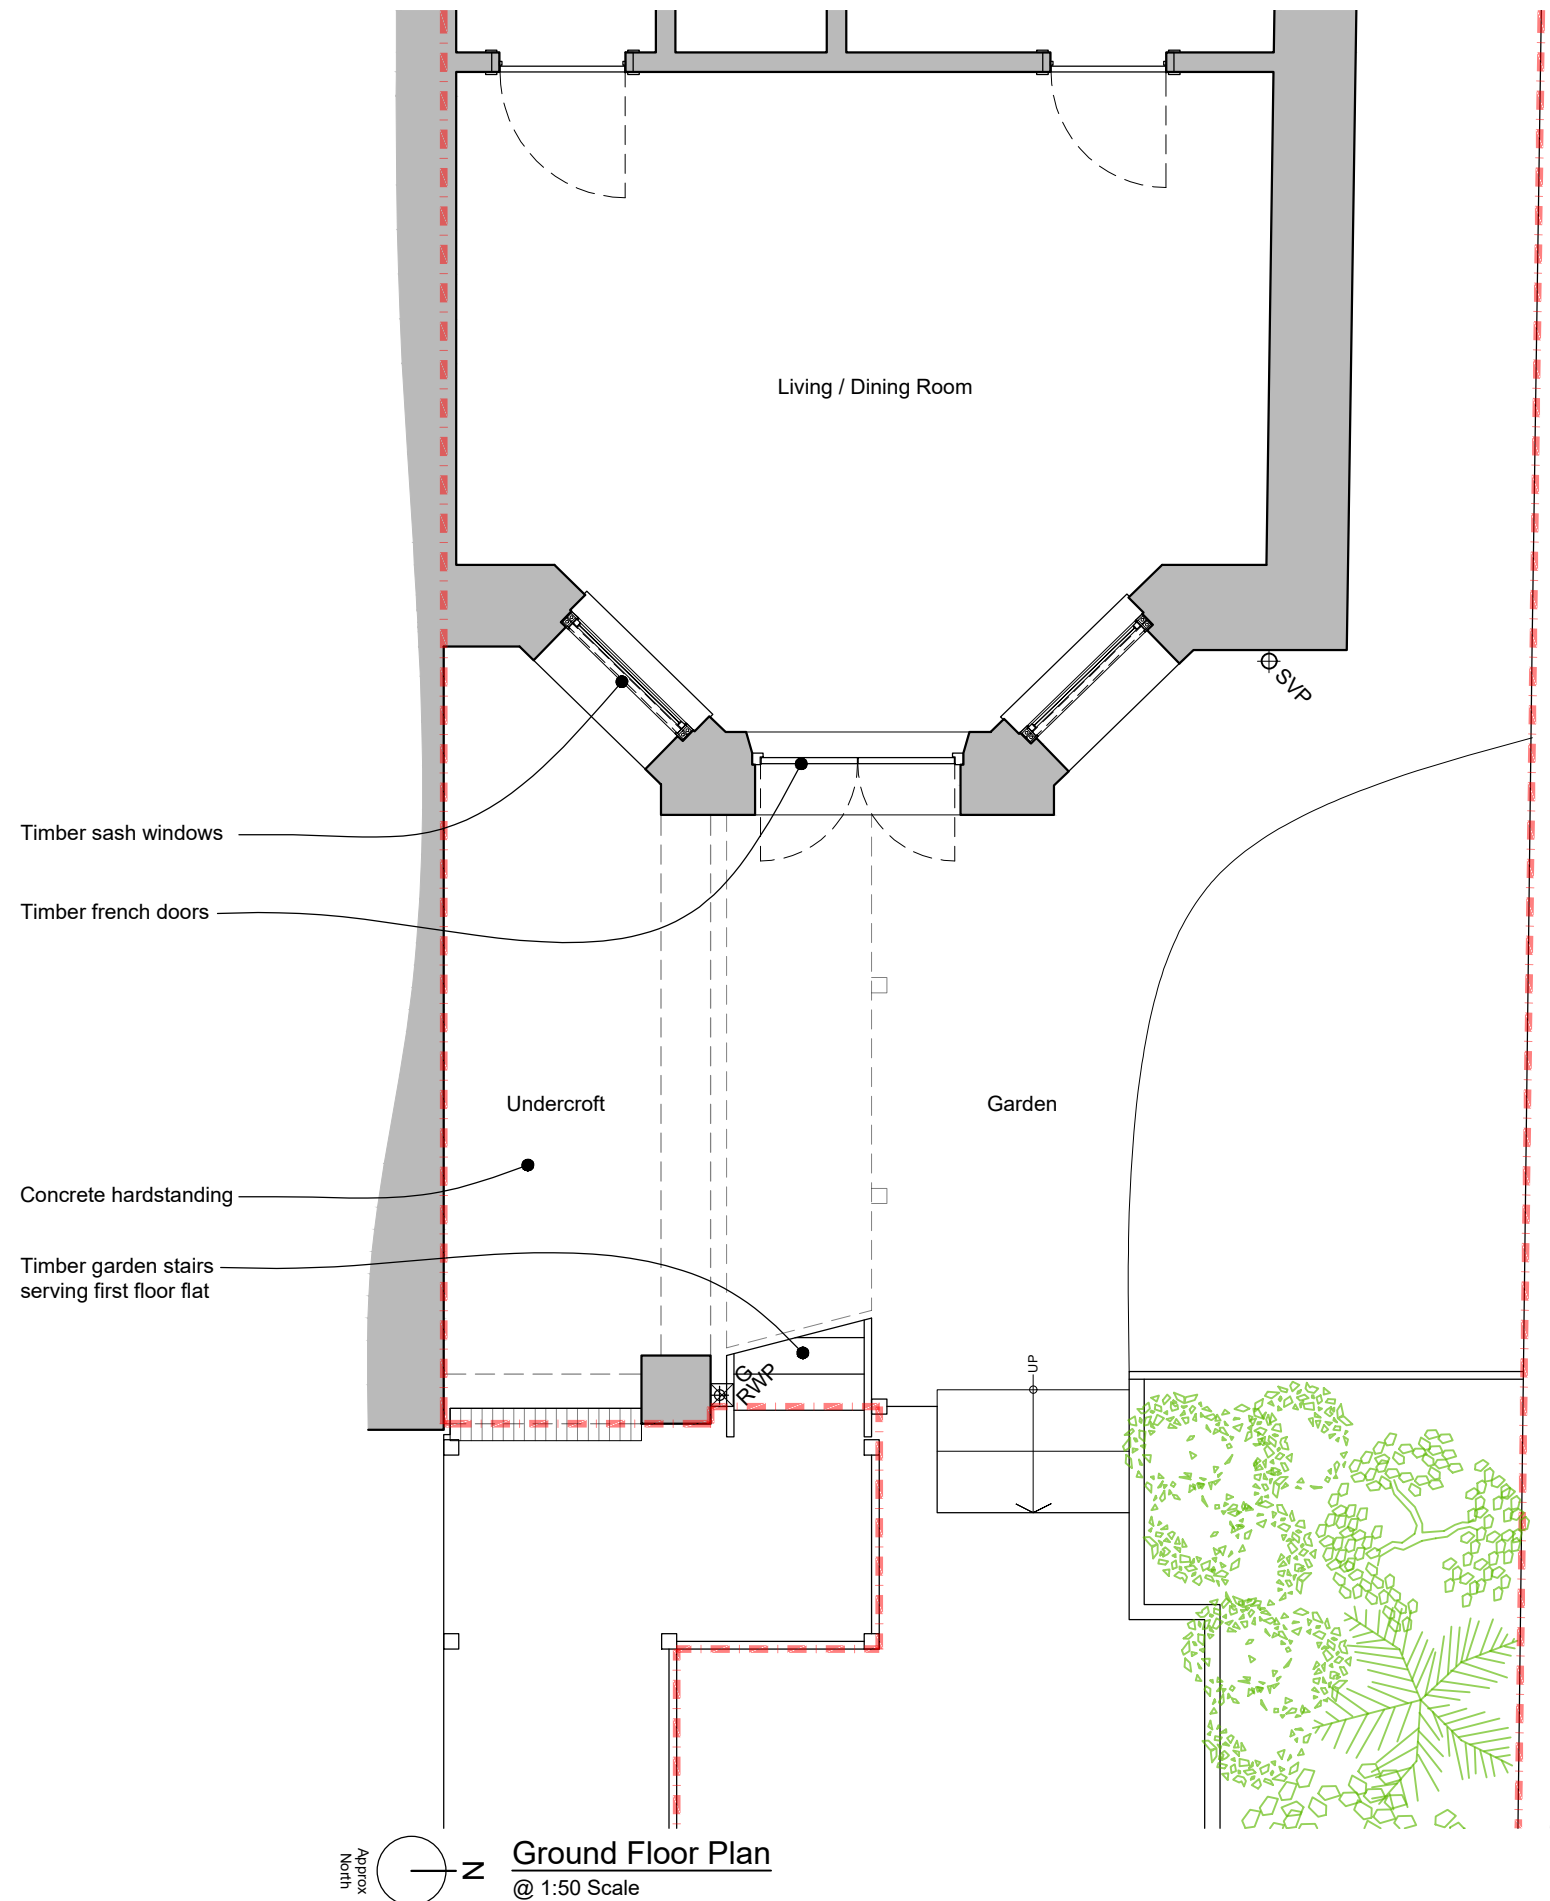 Living / Dining Room
SVP
Timber sash windows
Timber french doors
Undercroft
Garden
Concrete hardstanding
Timber garden stairs
serving first floor flat
UP
G
RWP
Approx
North
N
Ground Floor Plan
@ 1:50 Scale